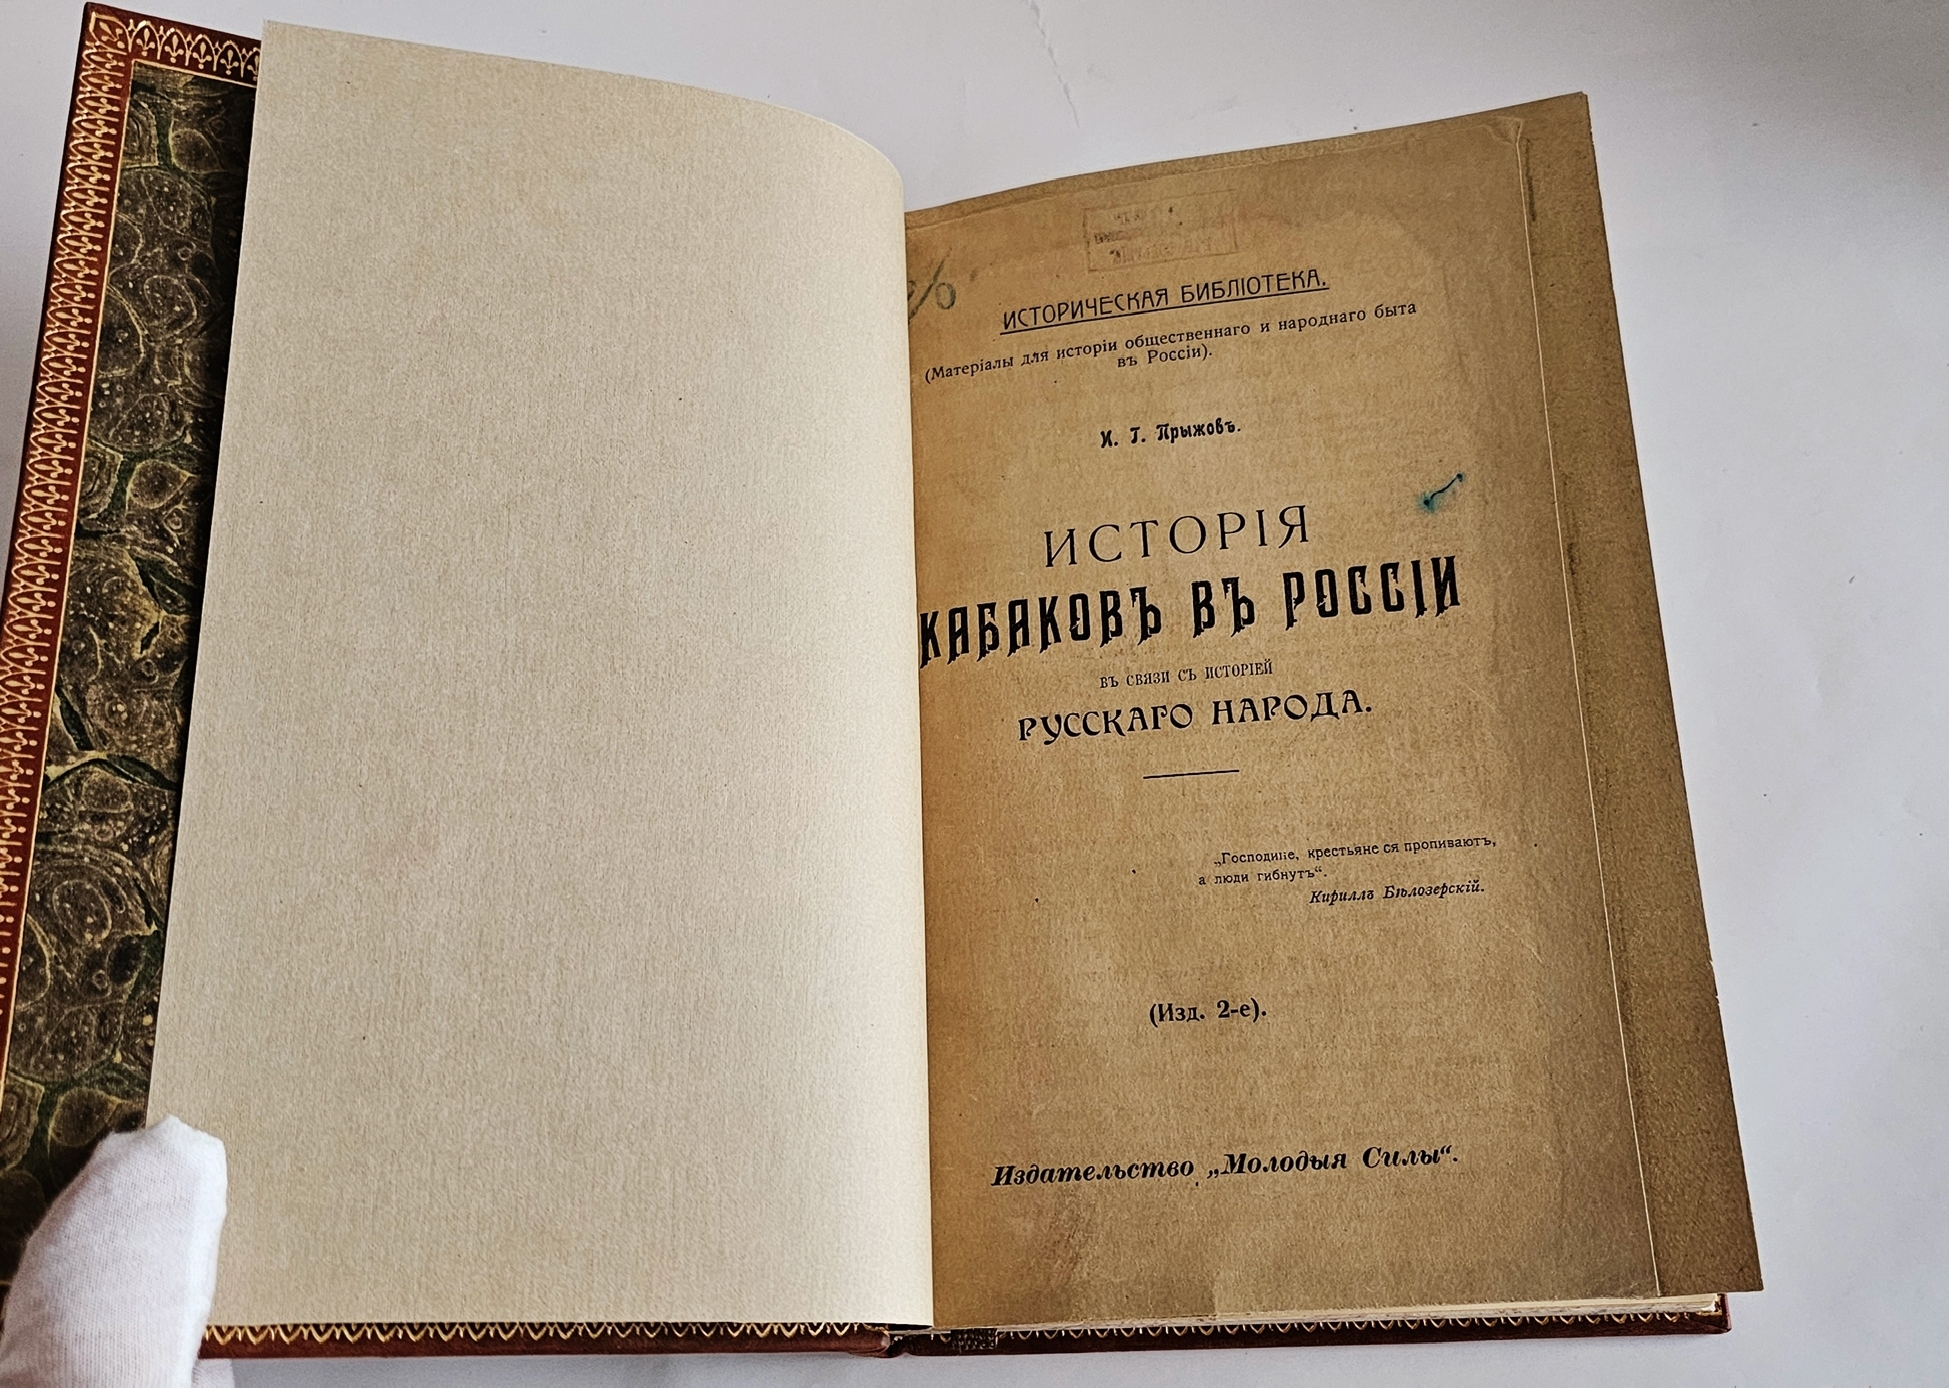 ИСТОРИЧЕСКАЯ БИБЛІОТЕКА.
(Матеріалы для исторіи общественнаго и народнаго быта
въ Россіи).
И. Г. Прыжовъ.
ИСТОРІЯ
КАБАКОВЪ ВЪ РОССІИ
ВЪ СВЯЗИ СЪ ИСТОРІЕЙ
РУССКАГО НАРОДА.
„Господине, крестьяне ся пропиваютъ,
а люди гибнутъ“.
Кириллъ Бѣлозерскій.
(Изд. 2-е).
Издательство „Молодыя Силы“.